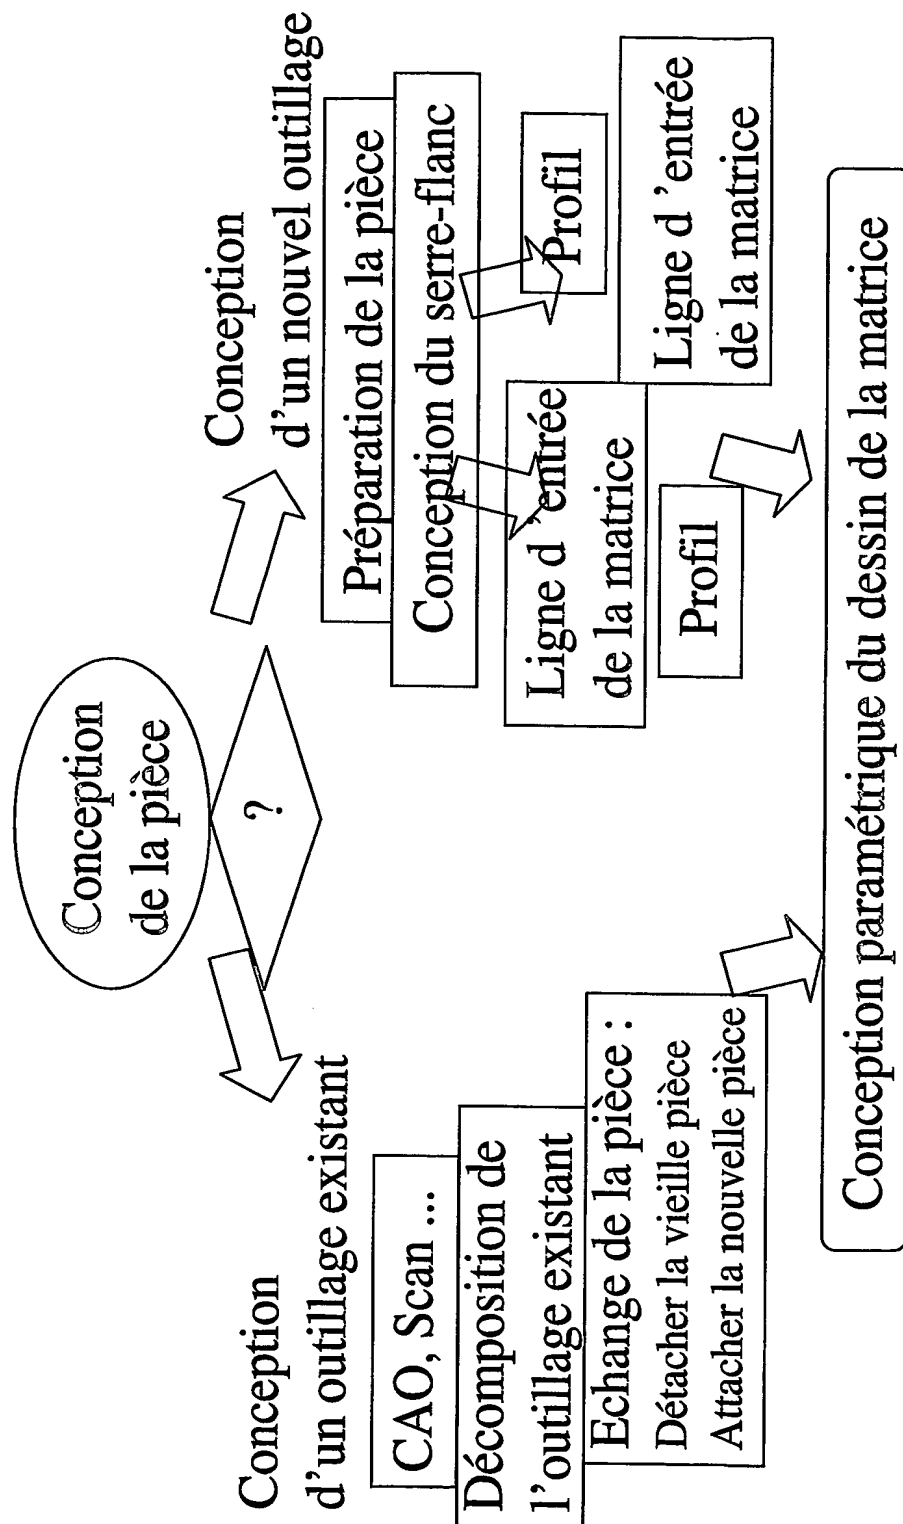 Conception
de la pièce
?
Conception
d'un outillage existant
CAO, Scan ...
Décomposition de
l'outillage existant
Echange de la pièce :
Détacher la vieille pièce
Attacher la nouvelle pièce
Conception
d'un nouvel outillage
Préparation de la pièce
Conception du serre-flanc
Ligne d 'entrée
de la matrice
Profil
Profil
Ligne d 'entrée
de la matrice
Conception paramétrique du dessin de la matrice